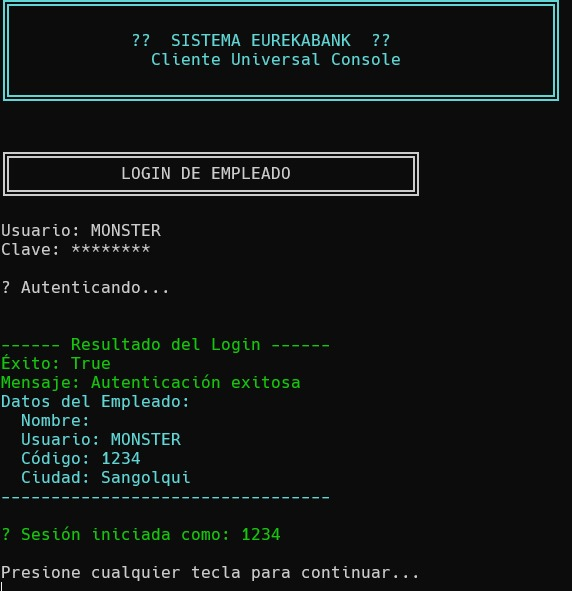 ??  SISTEMA EUREKABANK  ??
Cliente Universal Console
LOGIN DE EMPLEADO
Usuario: MONSTER
Clave: ********
? Autenticando...
------ Resultado del Login ------
Éxito: True
Mensaje: Autenticación exitosa
Datos del Empleado:
  Nombre:
  Usuario: MONSTER
  Código: 1234
  Ciudad: Sangolqui
---------------------------------
? Sesión iniciada como: 1234
Presione cualquier tecla para continuar...